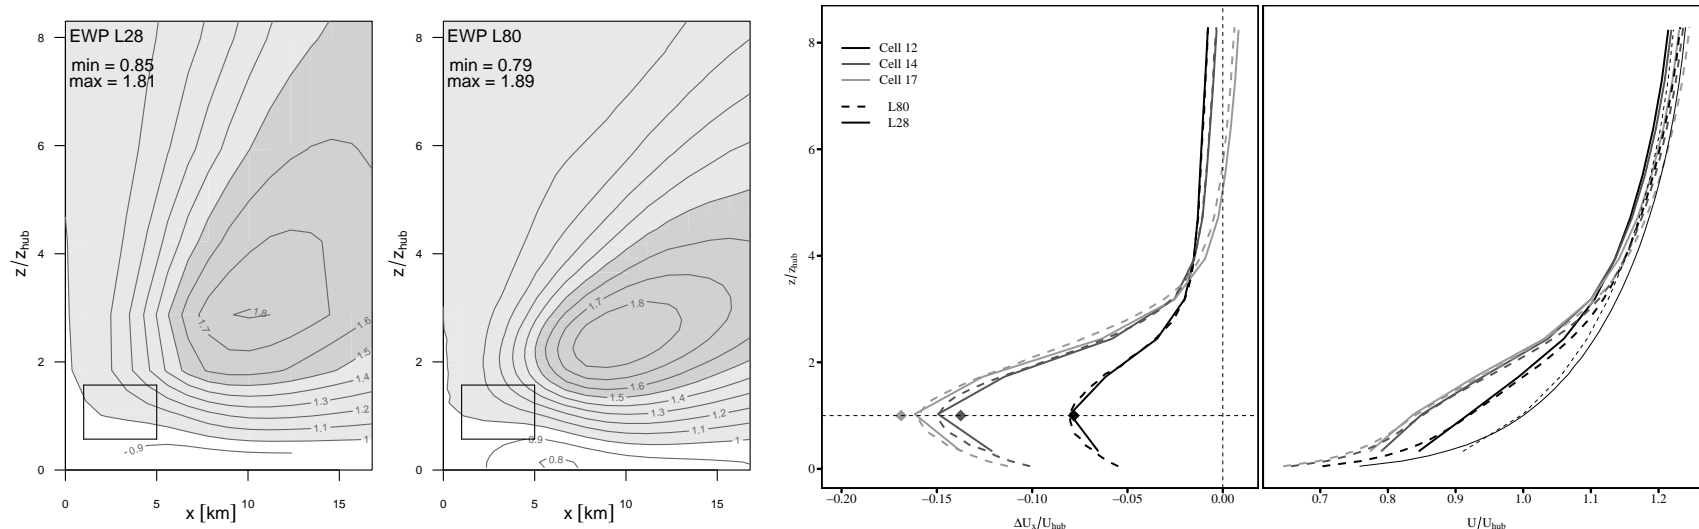 EWP L28
min = 0.85
max = 1.81
8
6
4
2
0
z/z_hub
0 5 10 15
x [km]
1.8
1.7
1.6
1.5
1.4
1.3
1.2
1.1
1
0.9
EWP L80
min = 0.79
max = 1.89
8
6
4
2
0
z/z_hub
0 5 10 15
x [km]
1.8
1.7
1.6
1.5
1.4
1.3
1.2
1.1
1
0.9
0.8
Cell 12
Cell 14
Cell 17
L80
L28
8
6
4
2
0
z/z_hub
−0.20 −0.15 −0.10 −0.05 0.00
ΔU_x/U_hub
0.7 0.8 0.9 1.0 1.1 1.2
U/U_hub